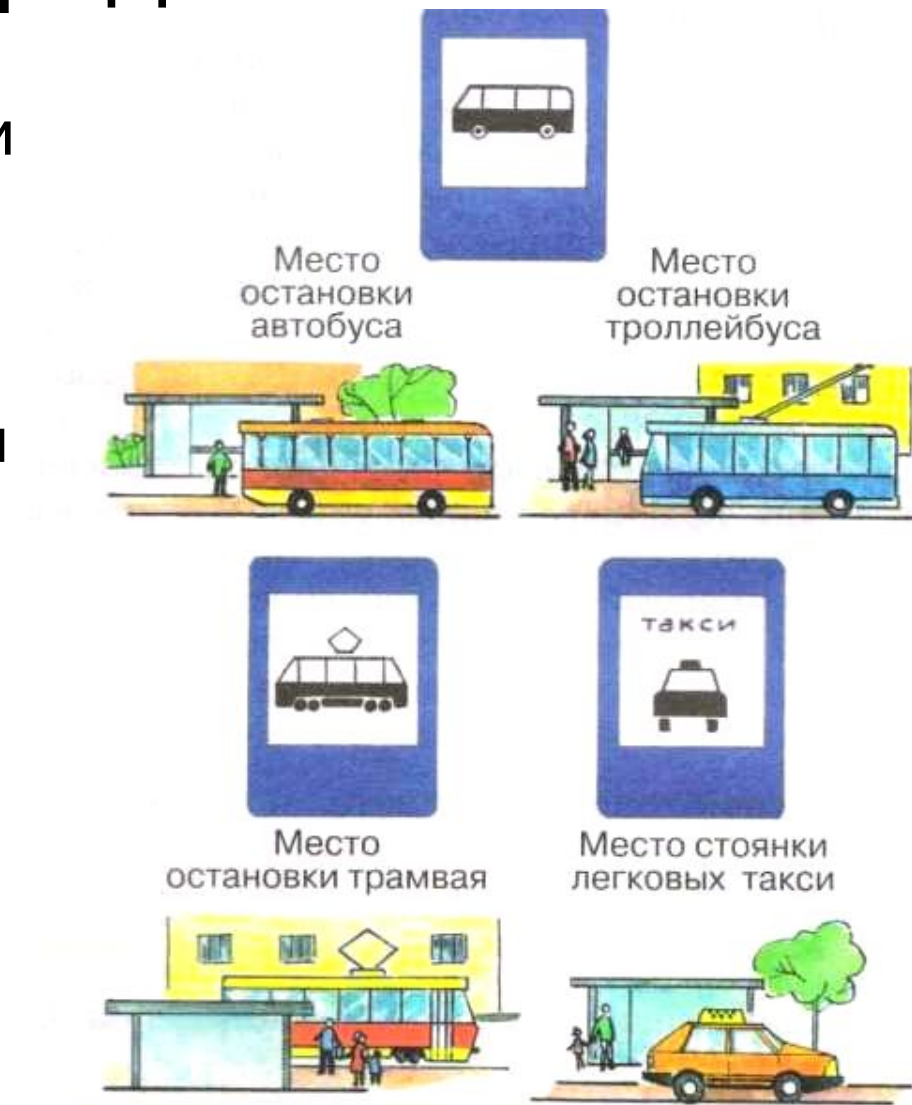 и
Место
остановки
автобуса
Место
остановки
троллейбуса
такси
Место
остановки трамвая
Место стоянки
легковых такси